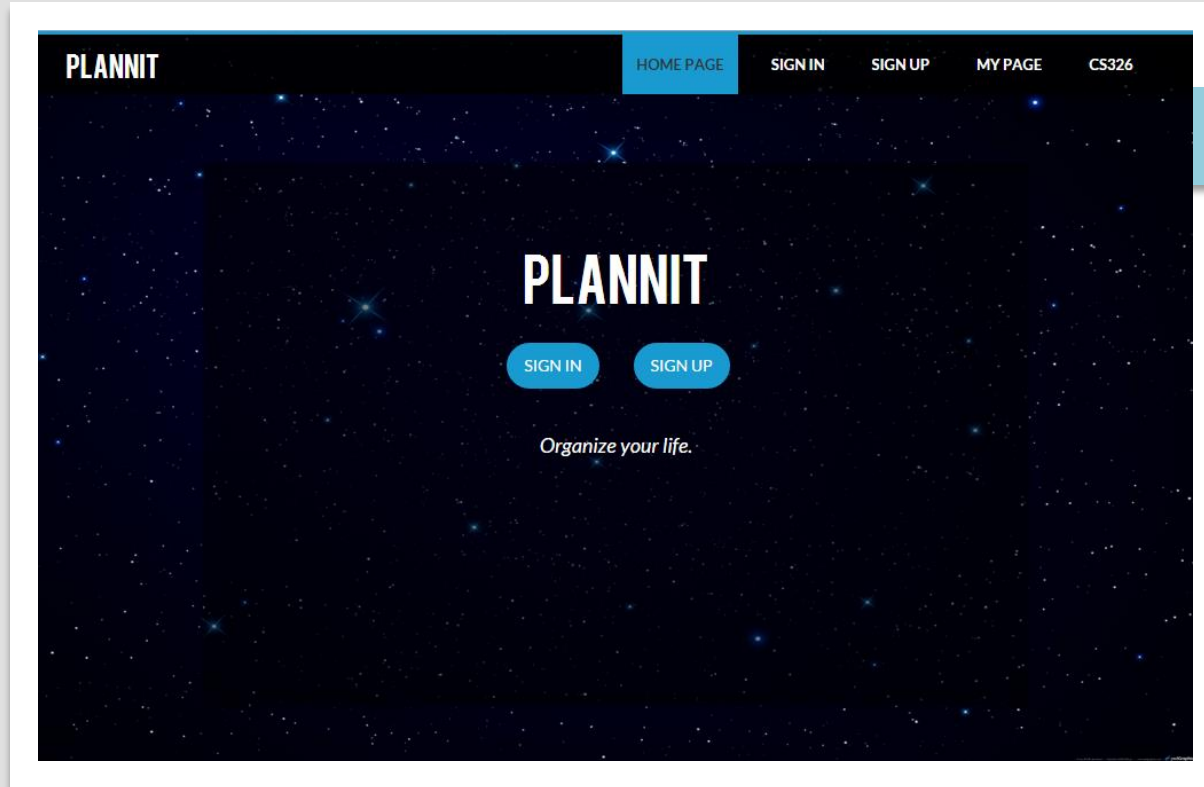 PLANNIT HOME PAGE SIGN IN SIGN UP MY PAGE CS326
PLANNIT
SIGN IN SIGN UP
Organize your life.